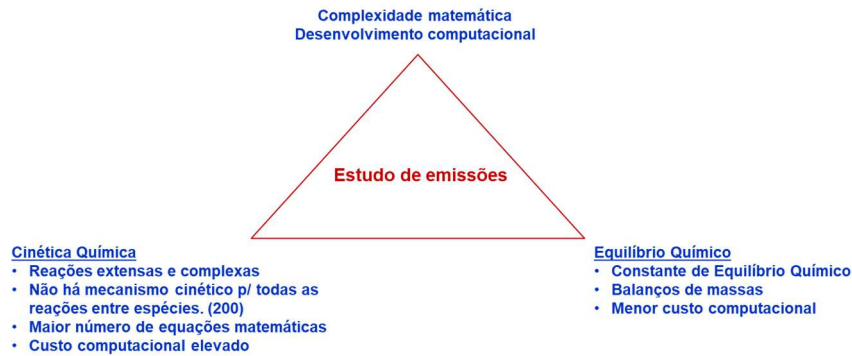 Complexidade matemática
Desenvolvimento computacional
Estudo de emissões
Cinética Química
• Reações extensas e complexas
• Não há mecanismo cinético p/ todas as
reações entre espécies. (200)
• Maior número de equações matemáticas
• Custo computacional elevado
Equilíbrio Químico
• Constante de Equilíbrio Químico
• Balanços de massas
• Menor custo computacional